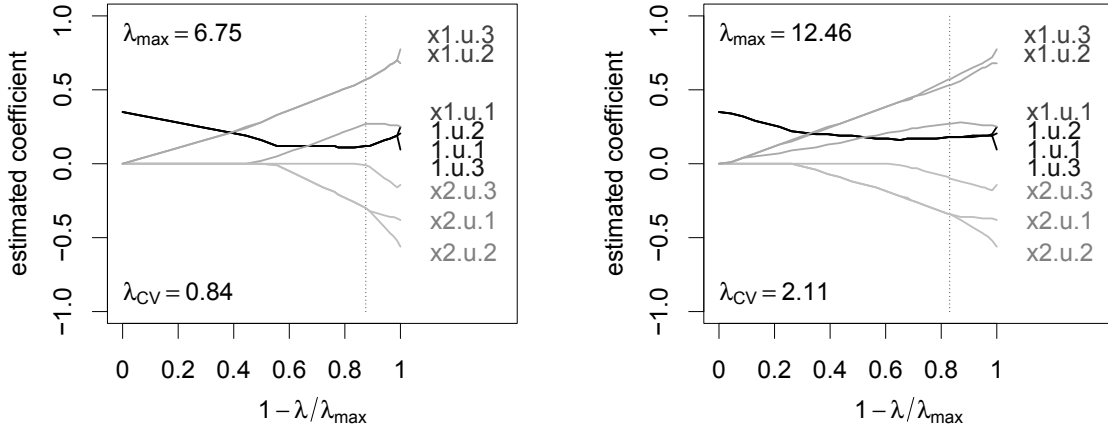 λmax = 6.75
λCV = 0.84
estimated coefficient
1.0
0.5
0.0
−0.5
−1.0
x1.u.3
x1.u.2
x1.u.1
1.u.2
1.u.1
1.u.3
x2.u.3
x2.u.1
x2.u.2
0 0.2 0.4 0.6 0.8 1
1 − λ/λmax
λmax = 12.46
λCV = 2.11
estimated coefficient
1.0
0.5
0.0
−0.5
−1.0
x1.u.3
x1.u.2
x1.u.1
1.u.2
1.u.1
1.u.3
x2.u.3
x2.u.1
x2.u.2
0 0.2 0.4 0.6 0.8 1
1 − λ/λmax